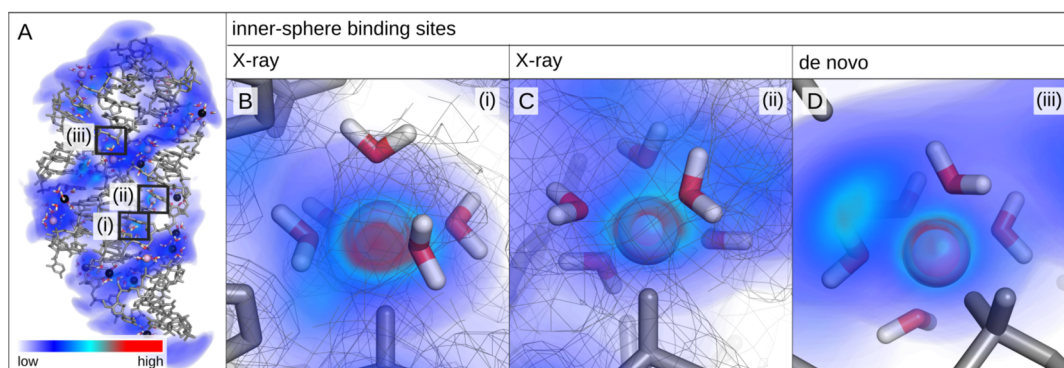 A
inner-sphere binding sites
X-ray
X-ray
de novo
B
(i)
C
(ii)
D
(iii)
(iii)
(ii)
(i)
low
high